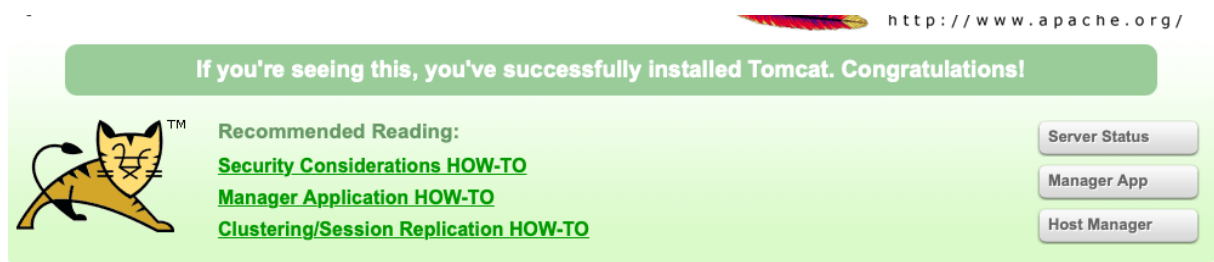 http://www.apache.org/
If you're seeing this, you've successfully installed Tomcat. Congratulations!
TM
Recommended Reading:
Security Considerations HOW-TO
Manager Application HOW-TO
Clustering/Session Replication HOW-TO
Server Status
Manager App
Host Manager